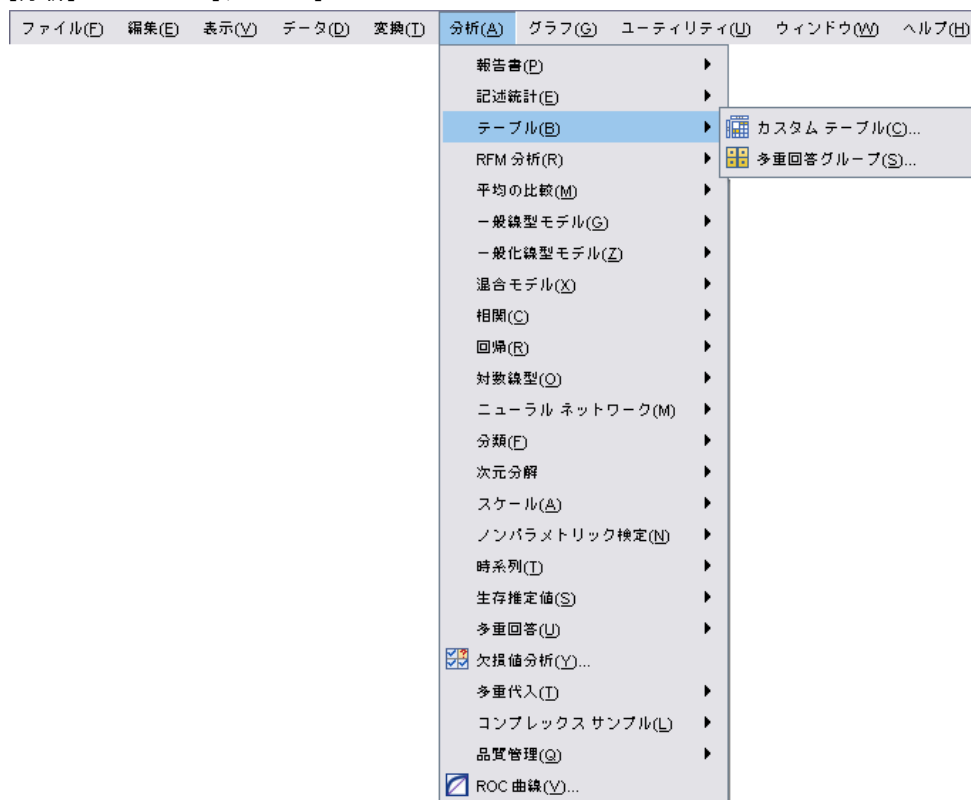 ファイル(F) 編集(E) 表示(V) データ(D) 変換(T) 分析(A) グラフ(G) ユーティリティ(U) ウィンドウ(W) ヘルプ(H)
報告書(P)
記述統計(E)
テーブル(B)
カスタム テーブル(C)...
多重回答グループ(S)...
RFM 分析(R)
平均の比較(M)
一般線型モデル(G)
一般化線型モデル(Z)
混合モデル(X)
相関(C)
回帰(R)
対数線型(O)
ニューラル ネットワーク(M)
分類(F)
次元分解
スケール(A)
ノンパラメトリック検定(N)
時系列(T)
生存推定値(S)
多重回答(U)
欠損値分析(Y)...
多重代入(T)
コンプレックス サンプル(L)
品質管理(Q)
ROC 曲線(V)...